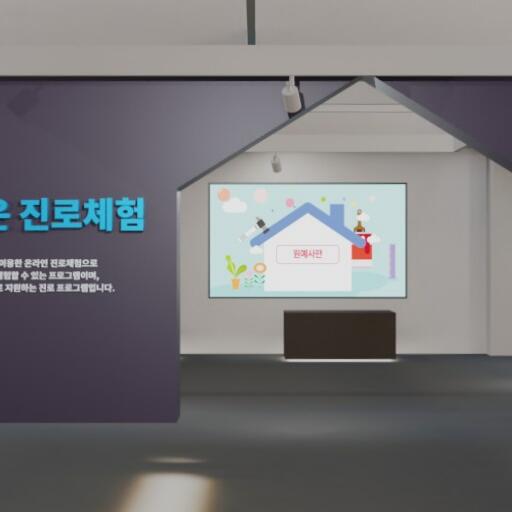 은 진로체험
이용한 온라인 진로체험으로
체험할 수 있는 프로그램이며,
지원하는 진로 프로그램입니다.
원예사관